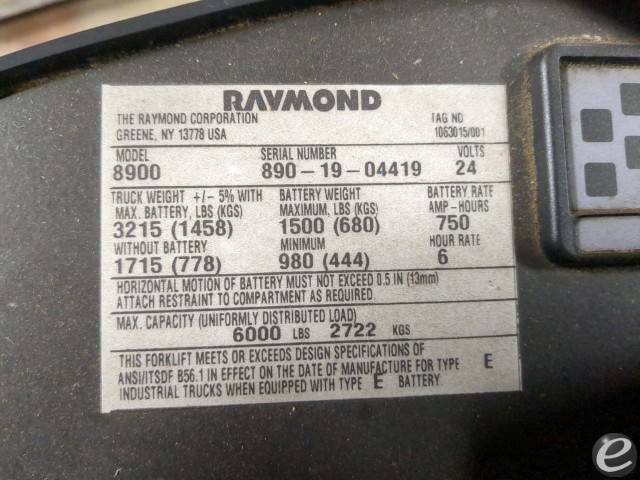 RAYMOND
THE RAYMOND CORPORATION
GREENE, NY 13778 USA
TAG NO
1063015/001
MODEL SERIAL NUMBER VOLTS
8900 890-19-04419 24
TRUCK WEIGHT +/- 5% WITH BATTERY WEIGHT BATTERY RATE
MAX. BATTERY, LBS (KGS) MAXIMUM, LBS (KGS) AMP-HOURS
3215 (1458) 1500 (680) 750
WITHOUT BATTERY MINIMUM HOUR RATE
1715 (778) 980 (444) 6
HORIZONTAL MOTION OF BATTERY MUST NOT EXCEED 0.5 IN (13mm)
ATTACH RESTRAINT TO COMPARTMENT AS REQUIRED
MAX. CAPACITY (UNIFORMLY DISTRIBUTED LOAD)
6000 LBS 2722 KGS
THIS FORKLIFT MEETS OR EXCEEDS DESIGN SPECIFICATIONS OF
ANSI/ITSDF B56.1 IN EFFECT ON THE DATE OF MANUFACTURE FOR TYPE E
INDUSTRIAL TRUCKS WHEN EQUIPPED WITH TYPE E BATTERY.
e